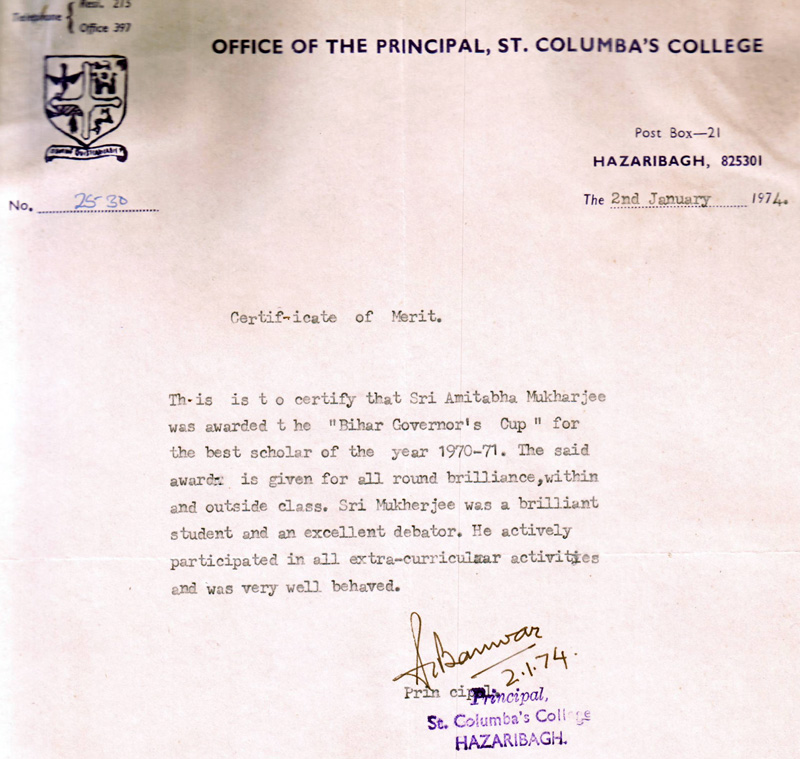 Telephone
Resi. 215
Office 397
OFFICE OF THE PRINCIPAL, ST. COLUMBA'S COLLEGE
Post Box—21
HAZARIBAGH, 825301
No. 2530
The 2nd January 1974.
Certif-icate of Merit.
Th-is is t o certify that Sri Amitabha Mukharjee
was awarded t he "Bihar Governor's Cup " for
the best scholar of the year 1970-71. The said
award is given for all round brilliance,within
and outside class. Sri Mukherjee was a brilliant
student and an excellent debator. He actively
participated in all extra-curricular activities
and was very well behaved.
2.1.74.
Prin cipal.
Principal,
St. Columba's College
HAZARIBAGH.